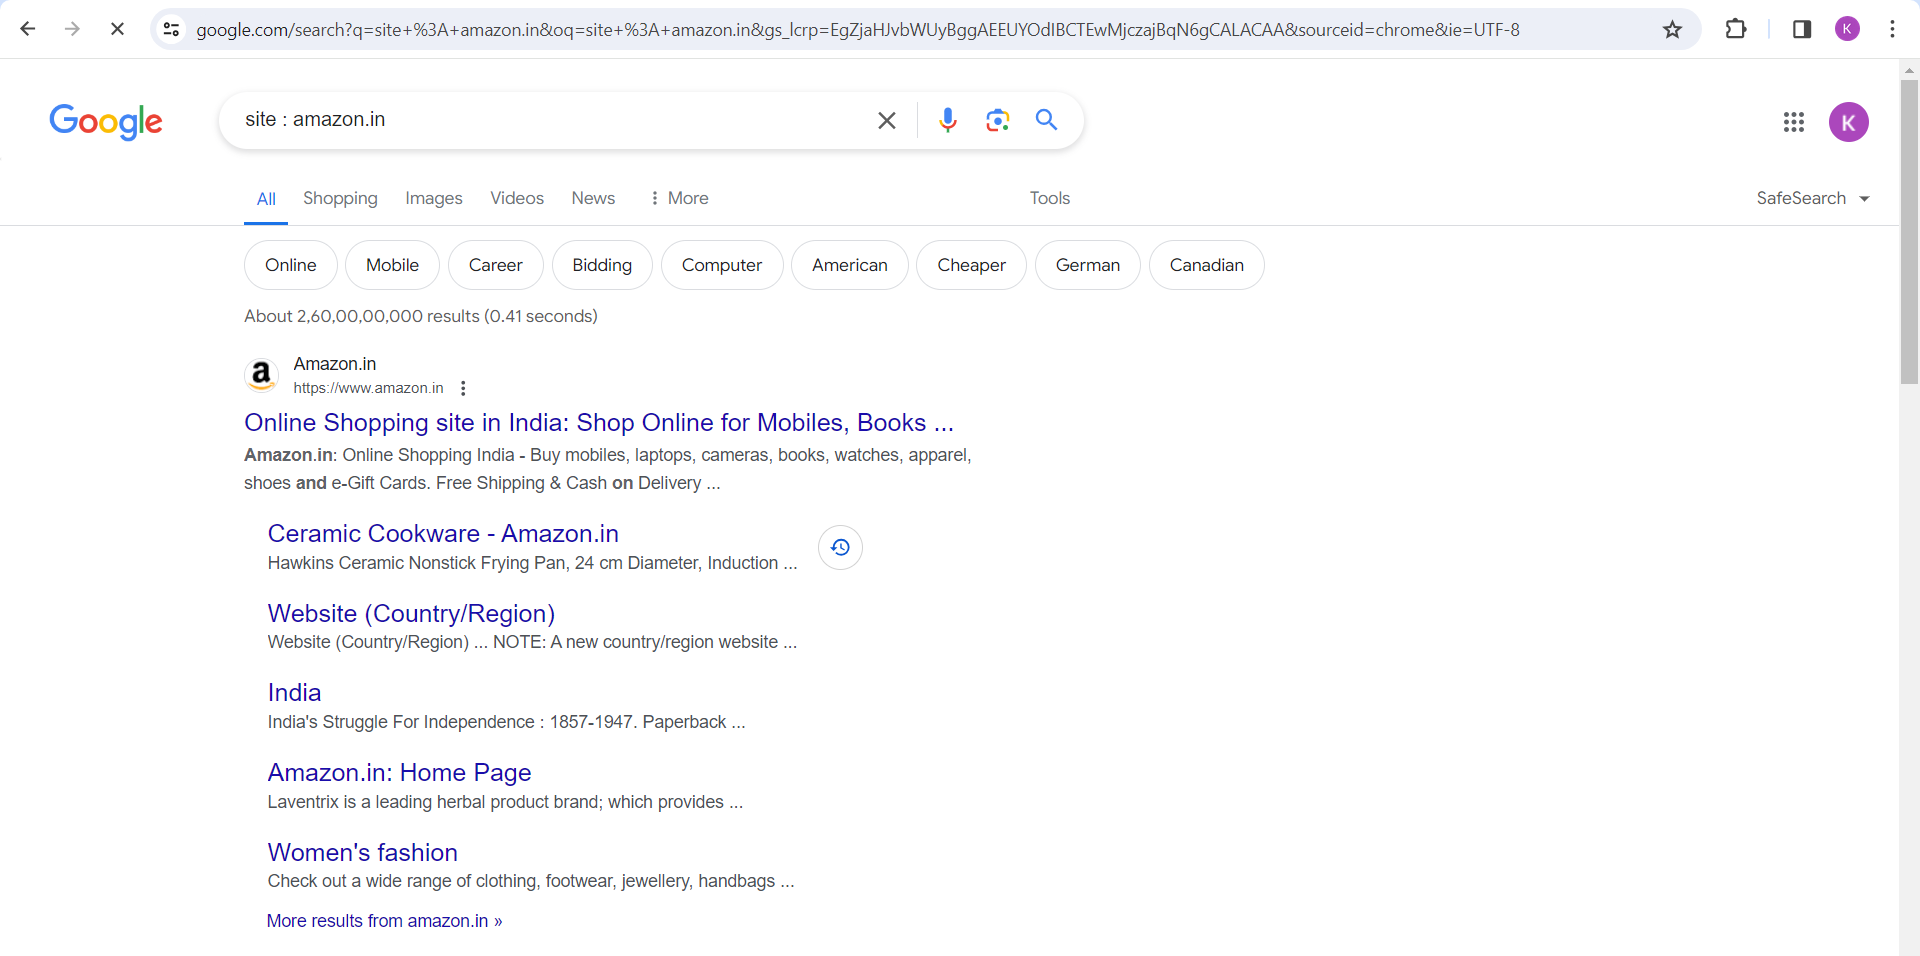 google.com/search?q=site+%3A+amazon.in&oq=site+%3A+amazon.in&gs_lcrp=EgZjaHJvbWUyBggAEEUYOdIBCTEwMjczajBqN6gCALACAA&sourceid=chrome&ie=UTF-8
K
Google
site : amazon.in
K
All Shopping Images Videos News More Tools SafeSearch
Online Mobile Career Bidding Computer American Cheaper German Canadian
About 2,60,00,00,000 results (0.41 seconds)
a
Amazon.in
https://www.amazon.in
Online Shopping site in India: Shop Online for Mobiles, Books ...
Amazon.in: Online Shopping India - Buy mobiles, laptops, cameras, books, watches, apparel,
shoes and e-Gift Cards. Free Shipping & Cash on Delivery ...
Ceramic Cookware - Amazon.in
Hawkins Ceramic Nonstick Frying Pan, 24 cm Diameter, Induction ...
Website (Country/Region)
Website (Country/Region) ... NOTE: A new country/region website ...
India
India's Struggle For Independence : 1857-1947. Paperback ...
Amazon.in: Home Page
Laventrix is a leading herbal product brand; which provides ...
Women's fashion
Check out a wide range of clothing, footwear, jewellery, handbags ...
More results from amazon.in »